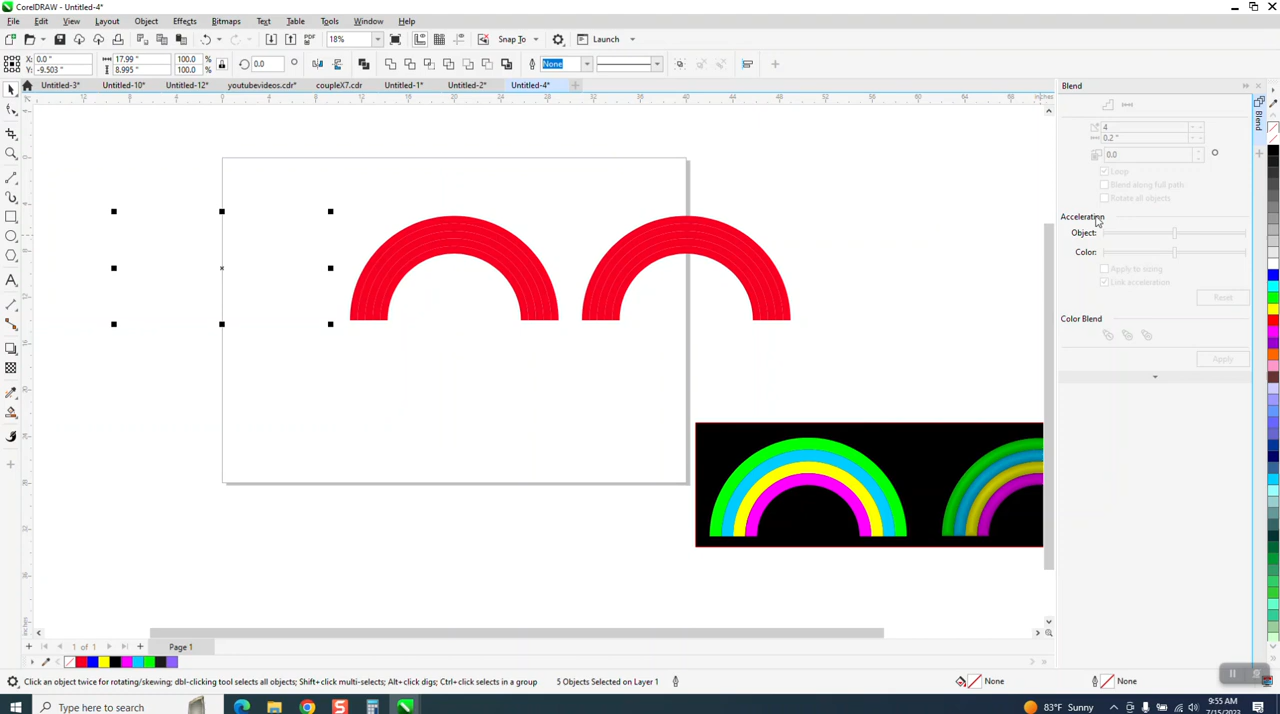 CorelDRAW - Untitled-4*
File Edit View Layout Object Effects Bitmaps Text Table Tools Window Help
18% Snap To Launch
X: 0.0 " 17.99 " 100.0 % 0.0 None
Y: -9.503 " 8.995 " 100.0 %
Untitled-3* Untitled-10* Untitled-12* youtubevideos.cdr* coupleX7.cdr Untitled-1* Untitled-2* Untitled-4*
inches
Blend
4
0.2 "
0.0
Loop
Blend along full path
Rotate all objects
Acceleration
Object:
Color:
Apply to sizing
Link acceleration
Reset
Color Blend
Apply
Blend
1 of 1 Page 1
Click an object twice for rotating/skewing; dbl-clicking tool selects all objects; Shift+click multi-selects; Alt+click digs; Ctrl+click selects in a group 5 Objects Selected on Layer 1 None None
Type here to search 83°F Sunny 9:55 AM
7/15/2023